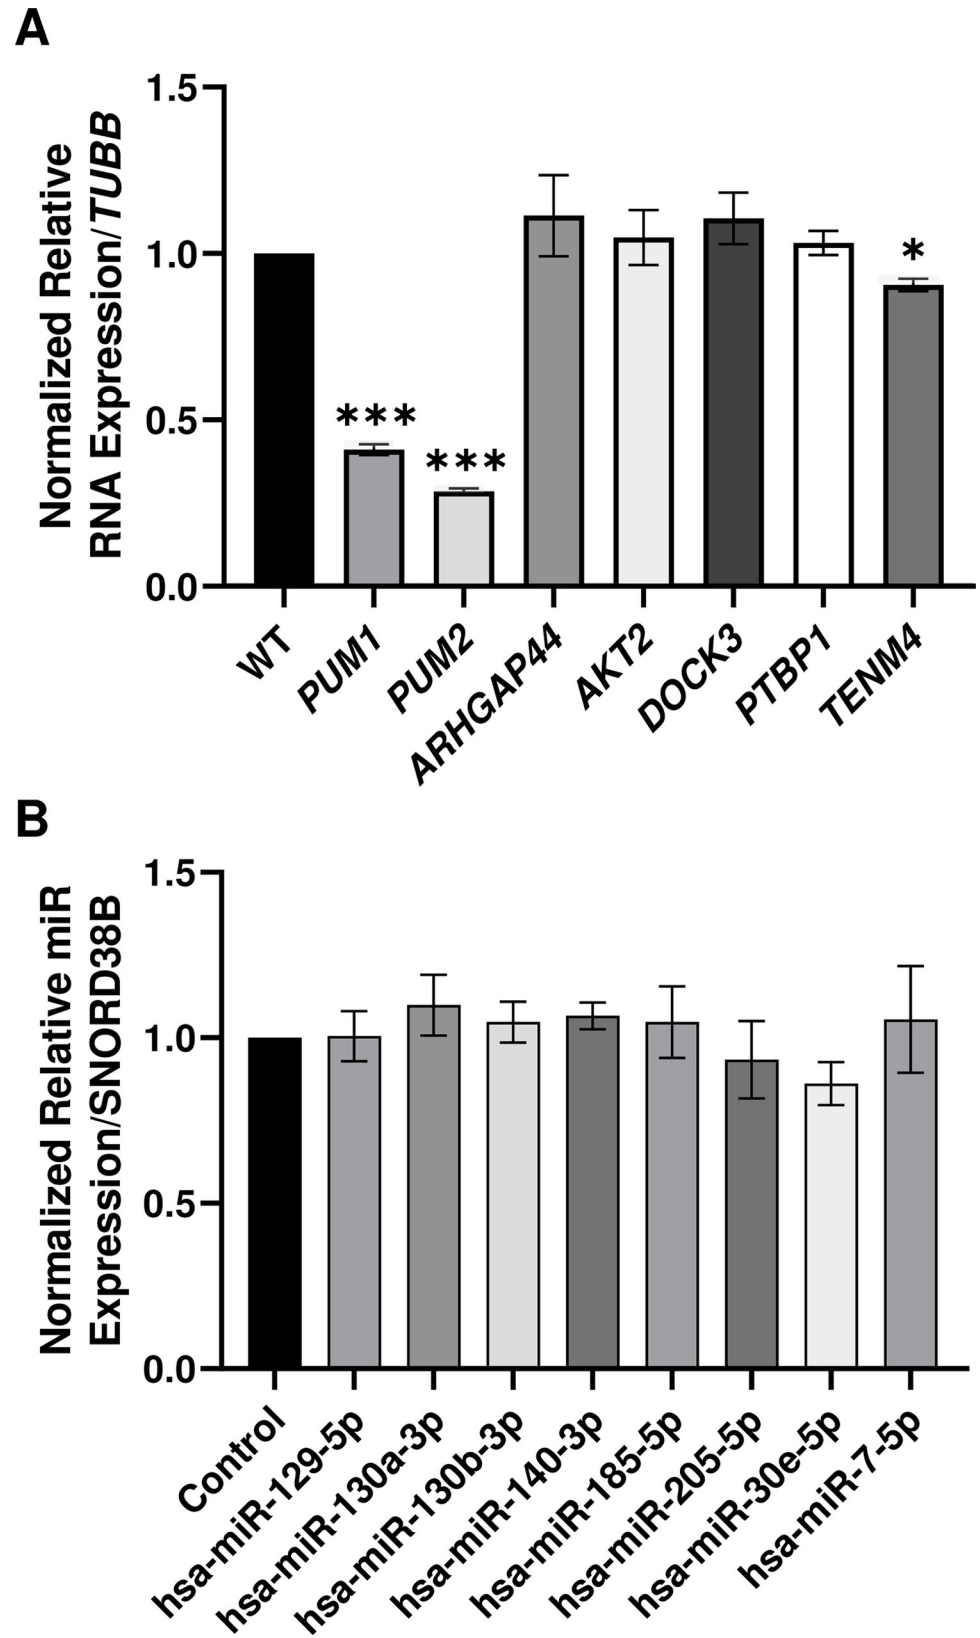 A
Normalized Relative
RNA Expression/TUBB
1.5
1.0
0.5
0.0
***
***
*
WT
PUM1
PUM2
ARHGAP44
AKT2
DOCK3
PTBP1
TENM4
B
Normalized Relative miR
Expression/SNORD38B
1.5
1.0
0.5
0.0
Control
hsa-miR-129-5p
hsa-miR-130a-3p
hsa-miR-130b-3p
hsa-miR-140-3p
hsa-miR-185-5p
hsa-miR-205-5p
hsa-miR-30e-5p
hsa-miR-7-5p